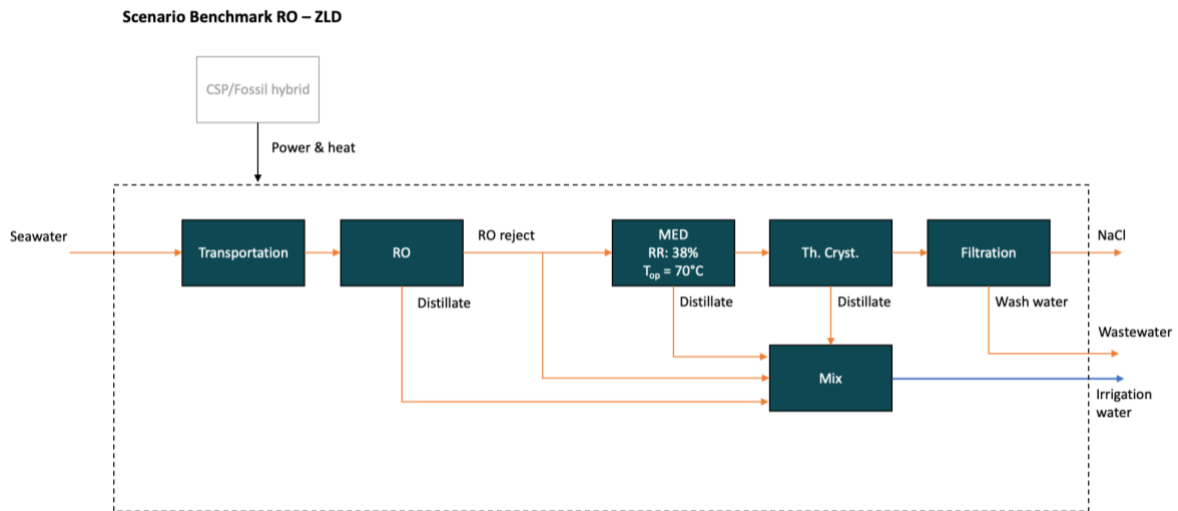 Scenario Benchmark RO – ZLD
CSP/Fossil hybrid
Power & heat
Seawater
Transportation
RO
RO reject
MED
RR: 38%
Top = 70°C
Th. Cryst.
Filtration
NaCl
Distillate
Distillate
Distillate
Wash water
Wastewater
Mix
Irrigation
water